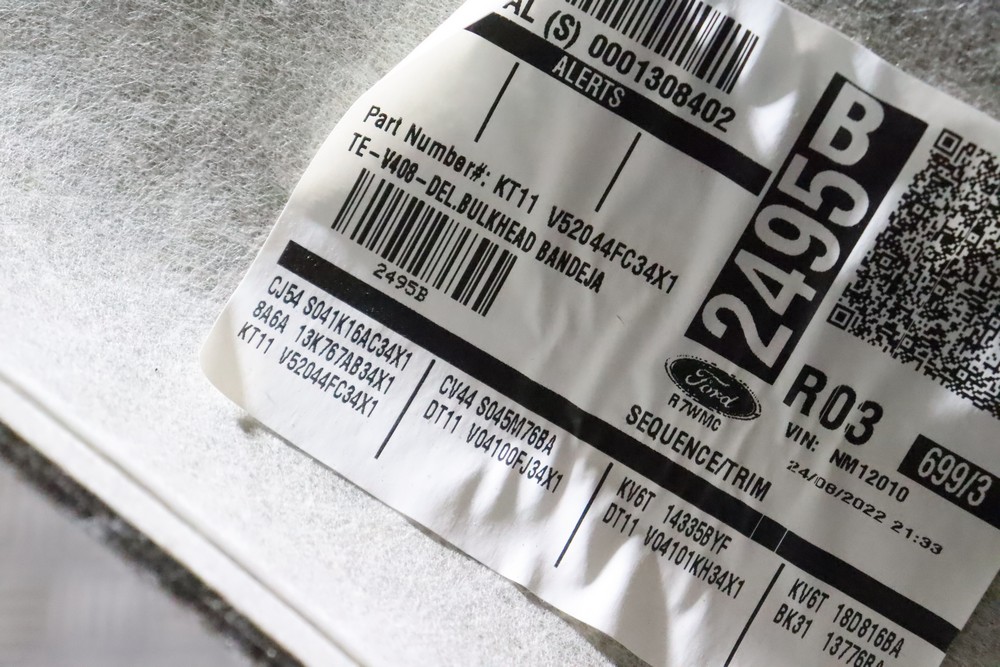 AL (S) 0001308402
ALERTS
Part Number#: KT11 V52044FC34X1
TE-V408-DEL.BULKHEAD BANDEJA
2495B
2495B
Ford
R7WMC
R03
VIN: NM12010
24/08/2022 21:33
699/3
SEQUENCE/TRIM
CJ54 S041K16AC34X1
8A6A 13K767AB34X1
KT11 V52044FC34X1
CV44 S045M76BA
DT11 V04100FJ34X1
KV6T 14335BYF
DT11 V04101KH34X1
KV6T 18D816BA
BK31